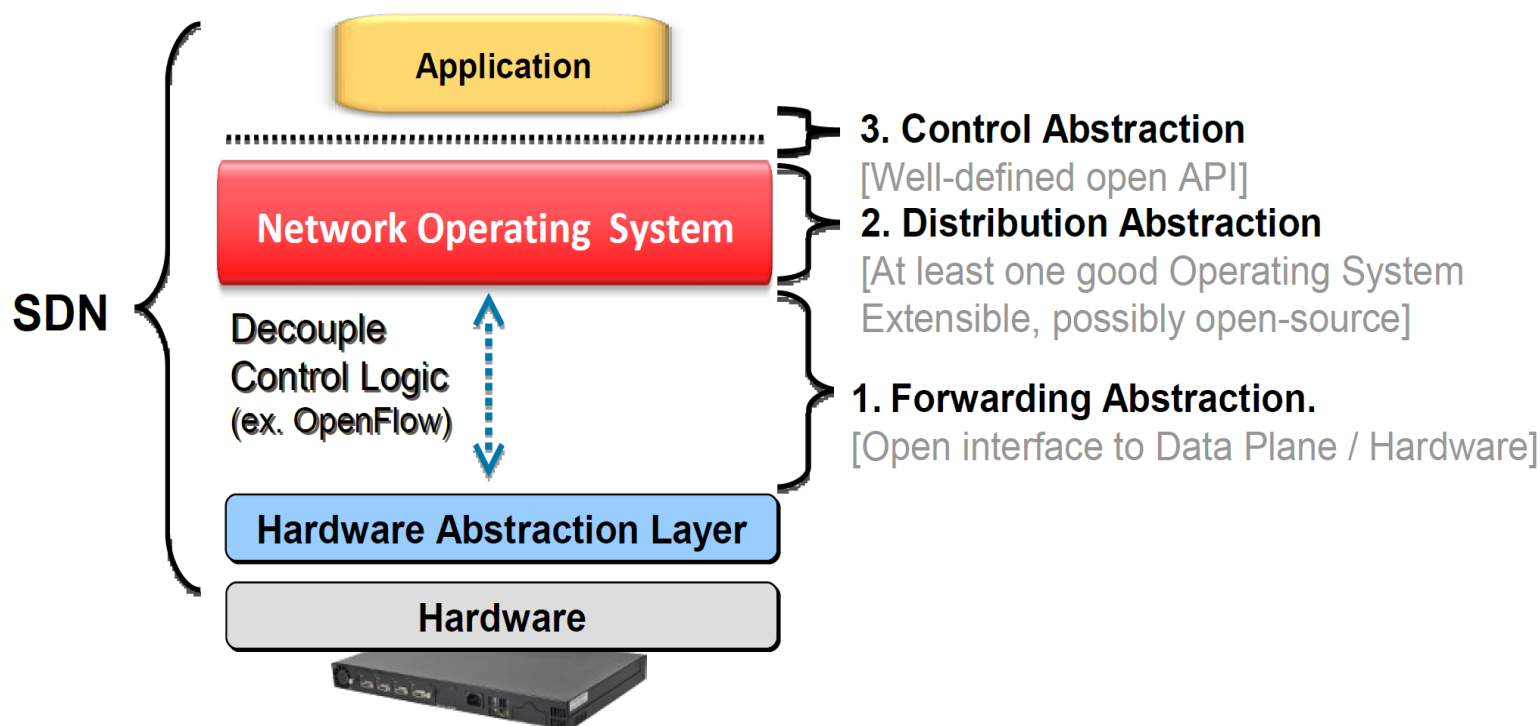 Application
3. Control Abstraction
[Well-defined open API]
Network Operating System
2. Distribution Abstraction
[At least one good Operating System
Extensible, possibly open-source]
SDN
Decouple
Control Logic
(ex. OpenFlow)
1. Forwarding Abstraction.
[Open interface to Data Plane / Hardware]
Hardware Abstraction Layer
Hardware